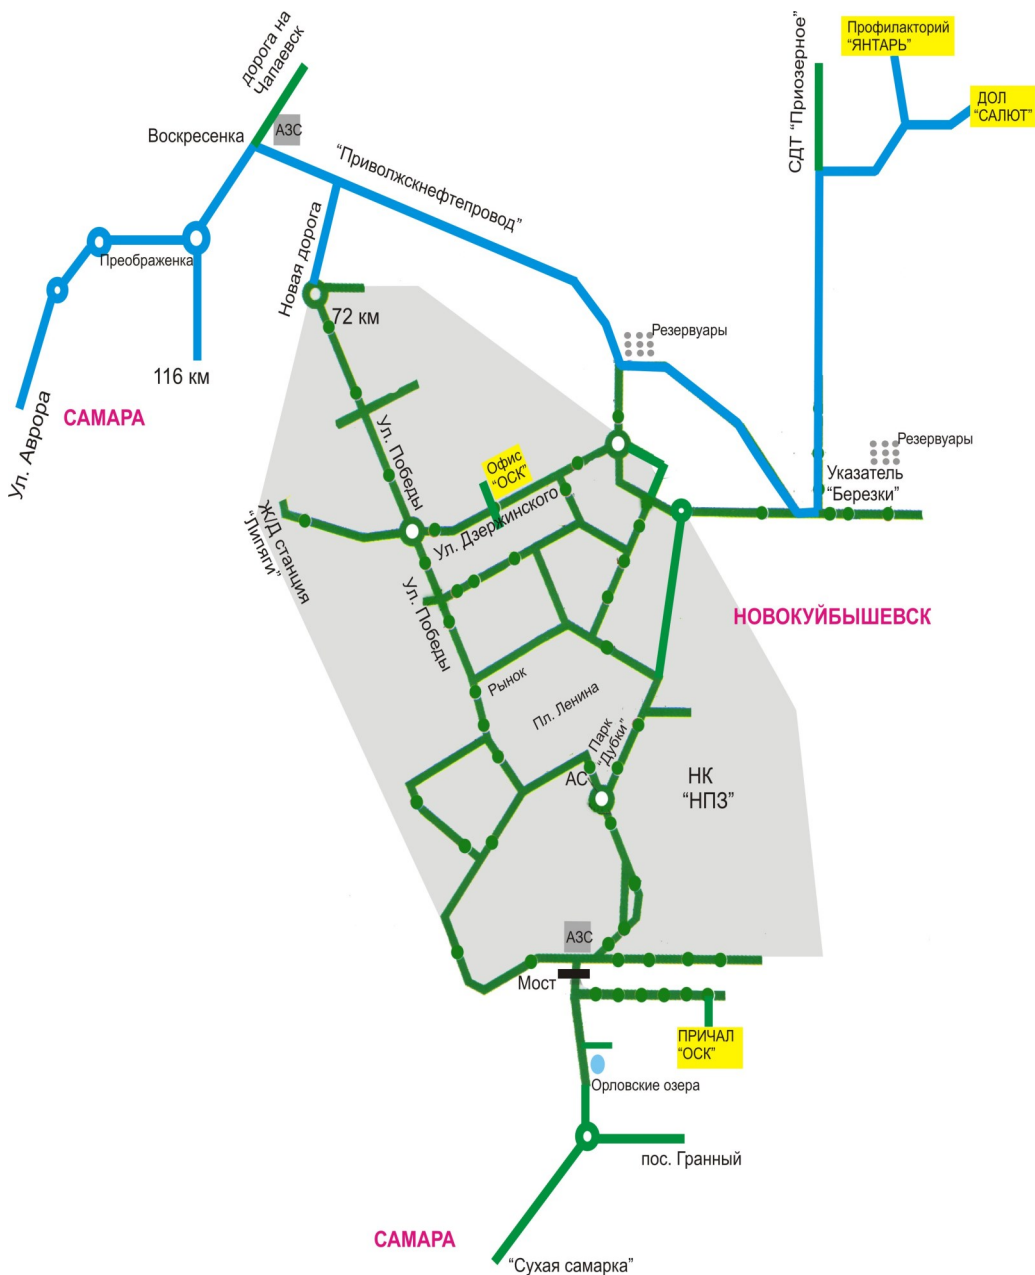 Профилакторий
“ЯНТАРЬ”
дорога на
Чапаевск
ДОЛ
“САЛЮТ”
СДТ “Приозерное”
АЗС
Воскресенка
“Приволжскнефтепровод”
Преображенка
Новая дорога
72 км
Резервуары
116 км
САМАРА
Ул. Аврора
Ул. Победы
Офис
“ОСК”
Резервуары
Указатель
“Березки”
Ж/Д станция
“Липяги”
Ул. Дзержинского
Ул. Победы
НОВОКУЙБЫШЕВСК
Рынок
Пл. Ленина
Парк
“Дубки”
АС
НК
“НПЗ”
АЗС
Мост
ПРИЧАЛ
“ОСК”
Орловские озера
пос. Гранный
САМАРА
“Сухая самарка”